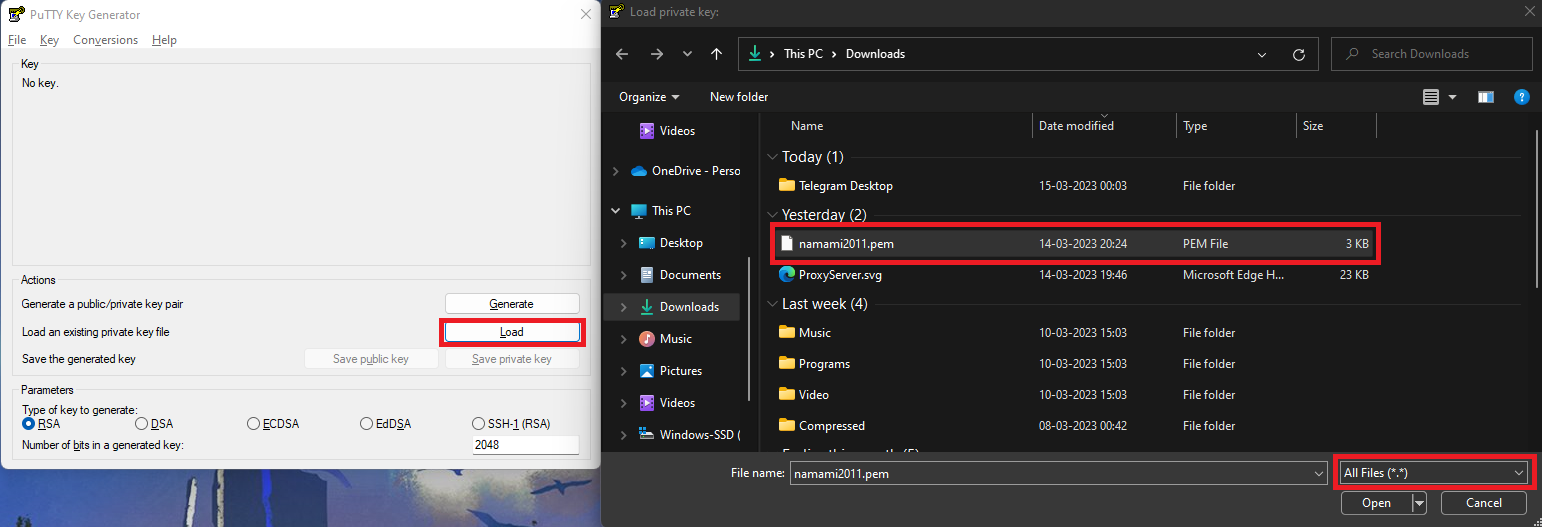 PuTTY Key Generator
File Key Conversions Help
Key
No key.
Actions
Generate a public/private key pair
Generate
Load an existing private key file
Load
Save the generated key
Save public key
Save private key
Parameters
Type of key to generate:
RSA DSA ECDSA EdDSA SSH-1 (RSA)
Number of bits in a generated key:
2048
Load private key:
This PC Downloads
Search Downloads
Organize New folder
Videos
OneDrive - Perso
This PC
Desktop
Documents
Downloads
Music
Pictures
Videos
Windows-SSD (
Name Date modified Type Size
Today (1)
Telegram Desktop 15-03-2023 00:03 File folder
Yesterday (2)
namami2011.pem 14-03-2023 20:24 PEM File 3 KB
ProxyServer.svg 14-03-2023 19:46 Microsoft Edge H... 23 KB
Last week (4)
Music 10-03-2023 15:03 File folder
Programs 10-03-2023 15:03 File folder
Video 10-03-2023 15:03 File folder
Compressed 08-03-2023 00:42 File folder
File name: namami2011.pem
All Files (*.*)
Open Cancel